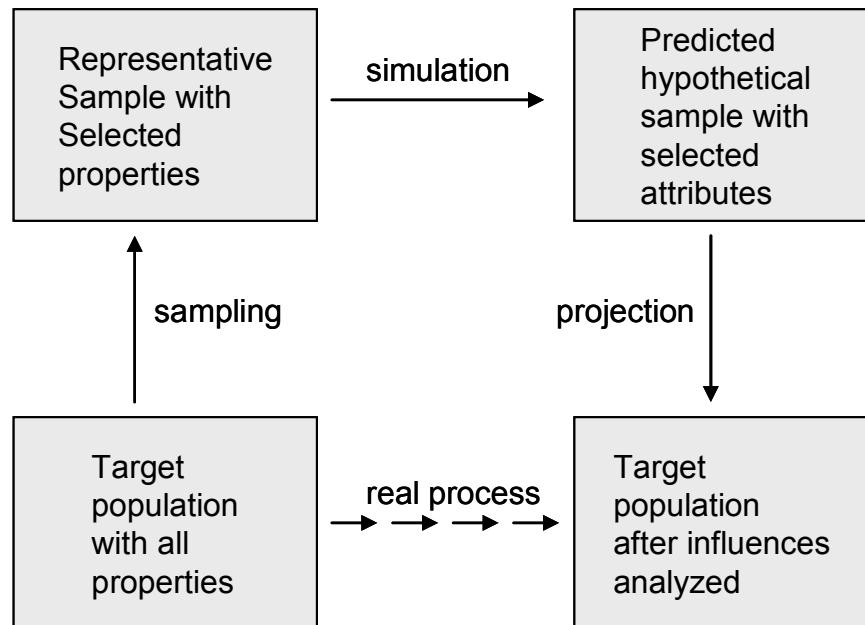 Representative
Sample with
Selected
properties
simulation
Predicted
hypothetical
sample with
selected
attributes
sampling
projection
Target
population
with all
properties
real process
Target
population
after influences
analyzed